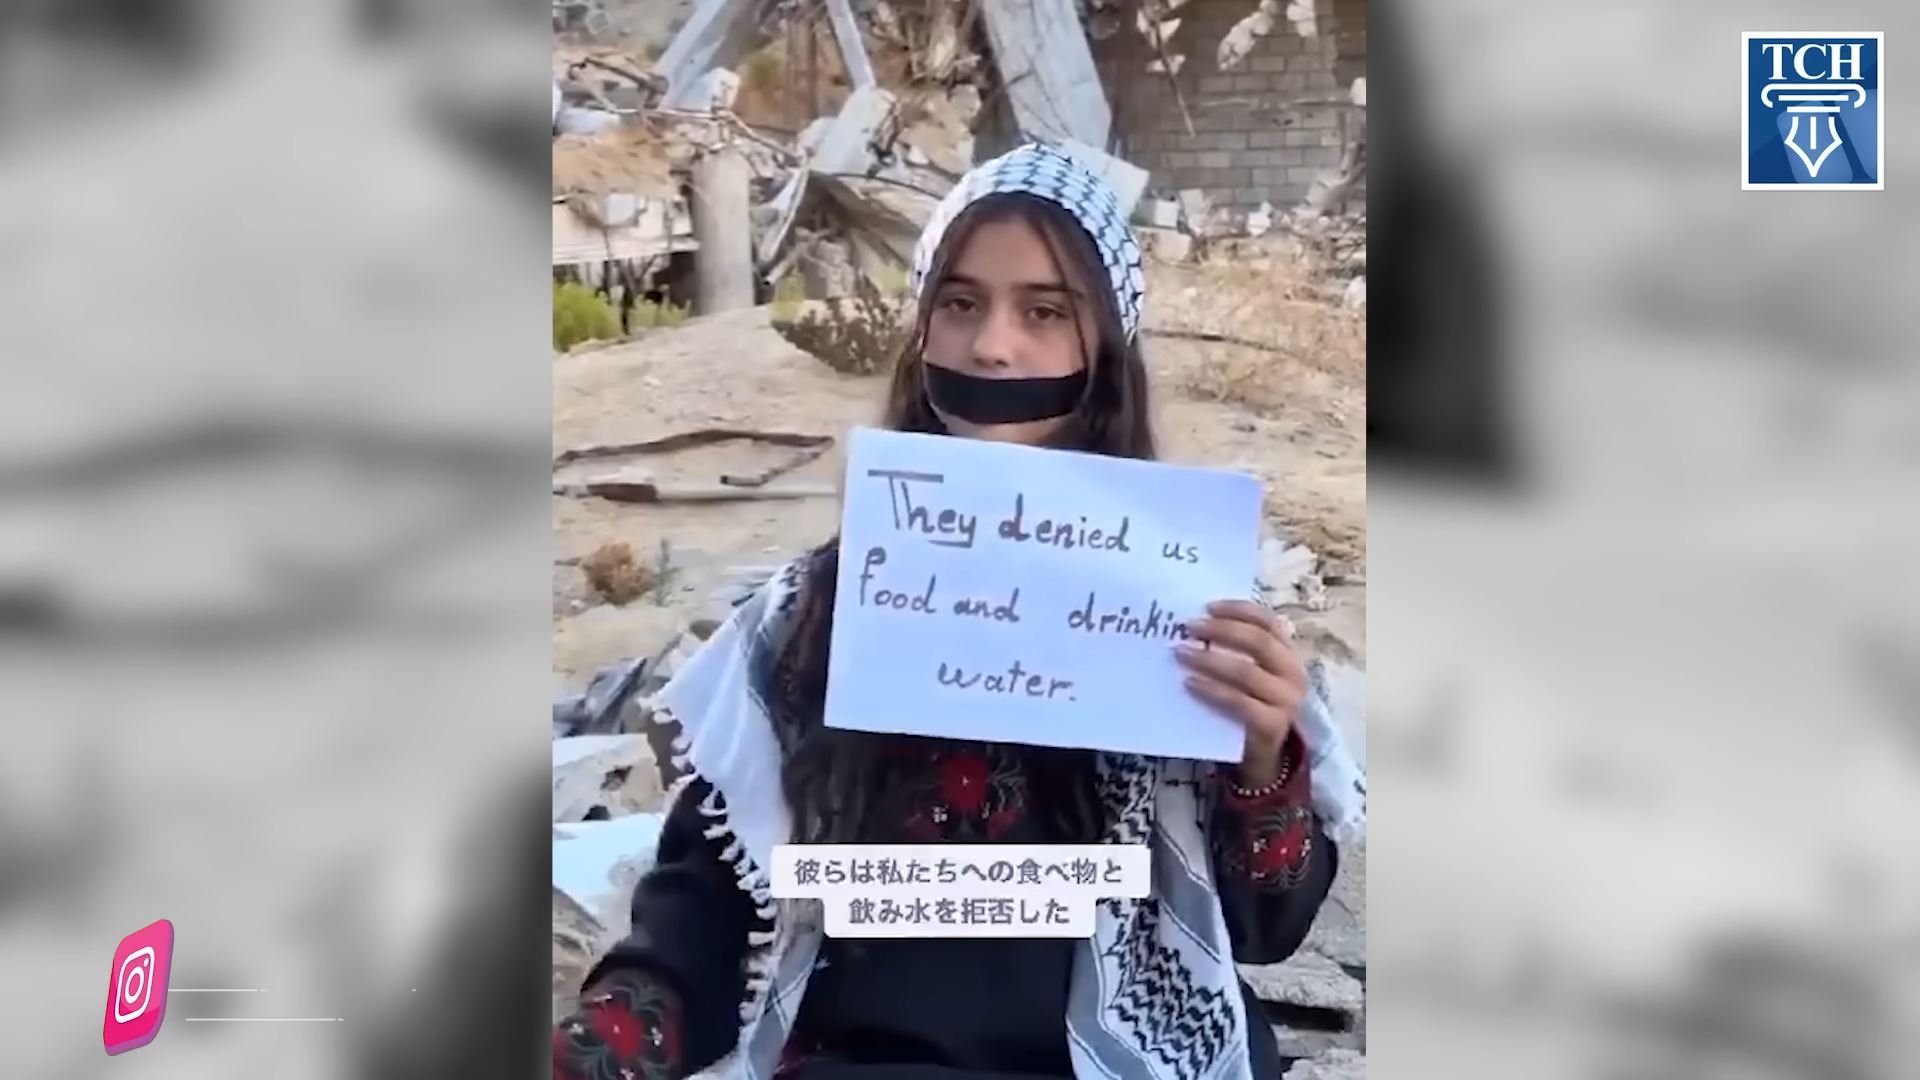 TCH
They denied us
food and drinking
water.
彼らは私たちへの食べ物と
飲み水を拒否した